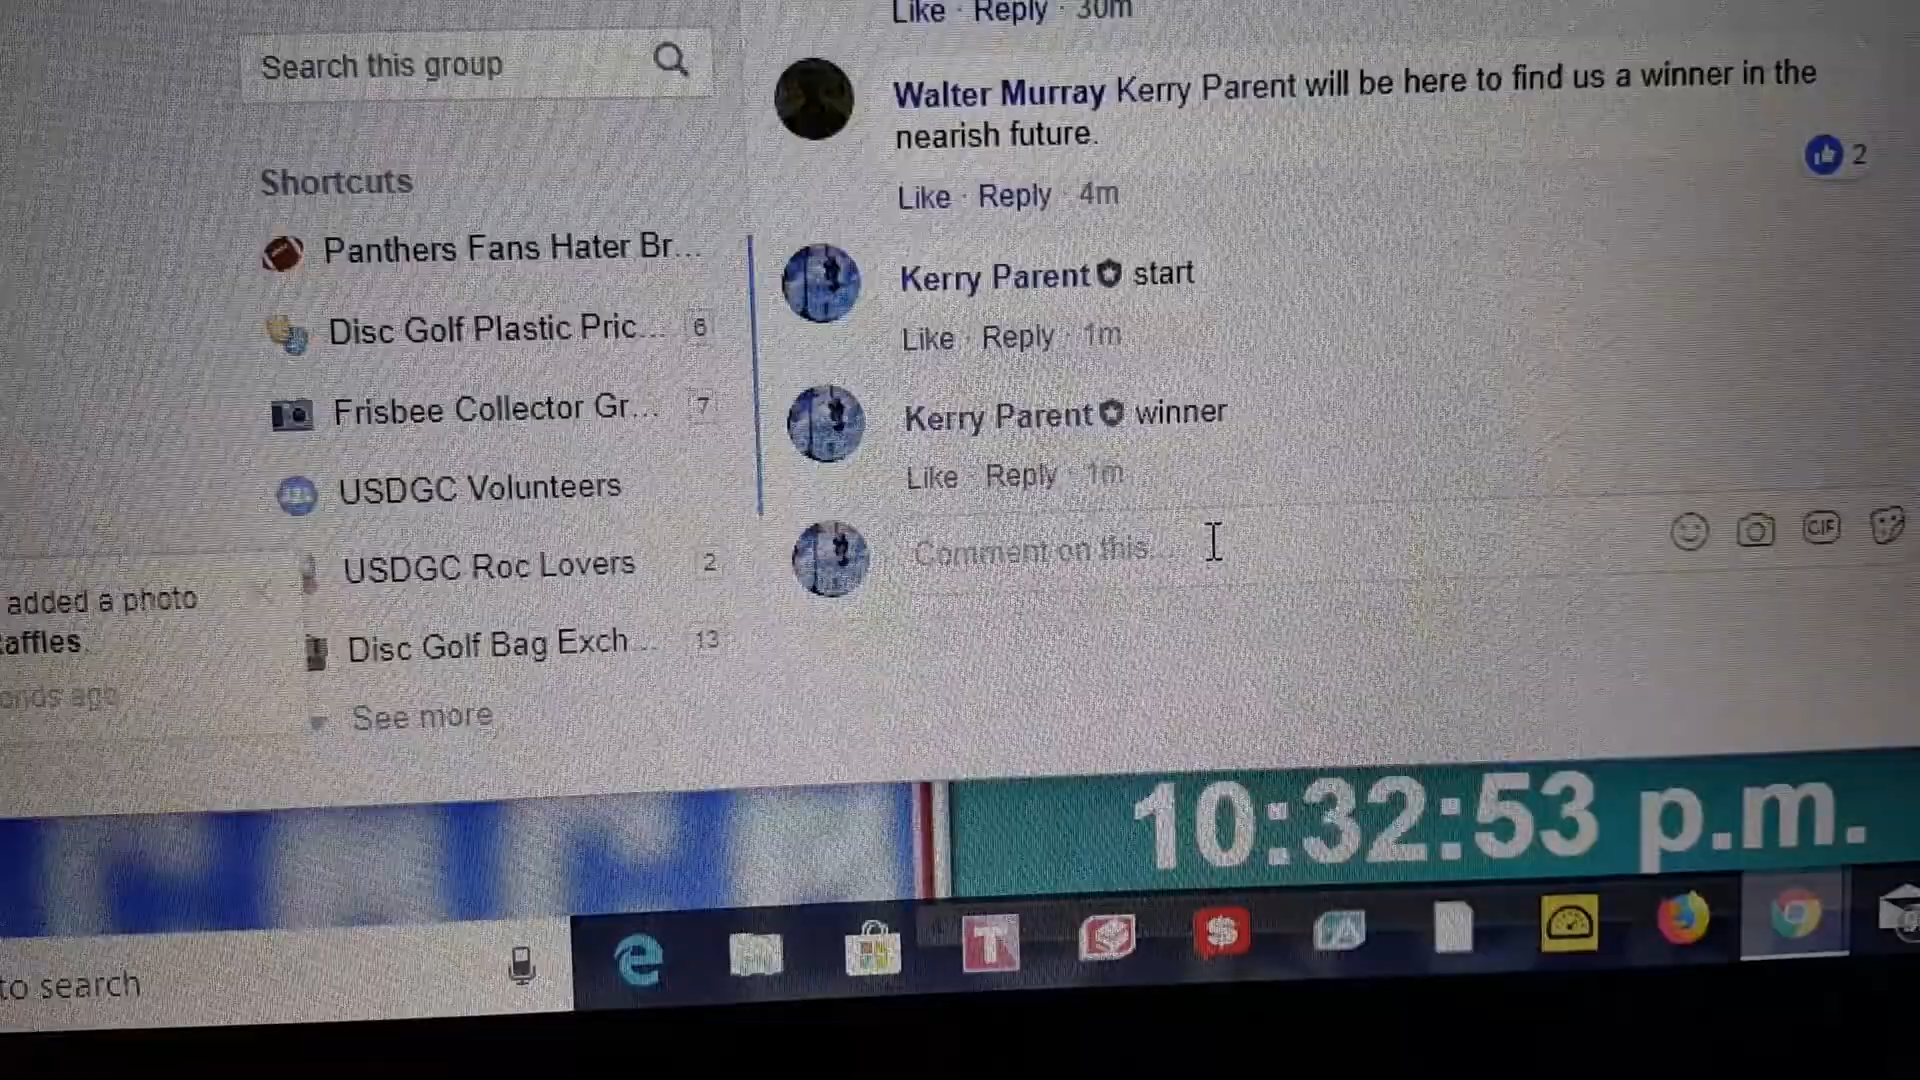 Like · Reply · 30m
Search this group
Walter Murray Kerry Parent will be here to find us a winner in the
nearish future.
2
Like · Reply · 4m
Shortcuts
Panthers Fans Hater Br...
Kerry Parent start
Disc Golf Plastic Pric... 6
Like · Reply · 1m
Frisbee Collector Gr... 7
Kerry Parent winner
Like · Reply · 1m
USDGC Volunteers
Comment on this...
GIF
USDGC Roc Lovers 2
added a photo
affles.
Disc Golf Bag Exch... 13
onds ago
See more
10:32:53 p.m.
to search
T
$